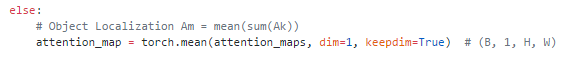 else:
    # Object Localization Am = mean(sum(Ak))
    attention_map = torch.mean(attention_maps, dim=1, keepdim=True)  # (B, 1, H, W)